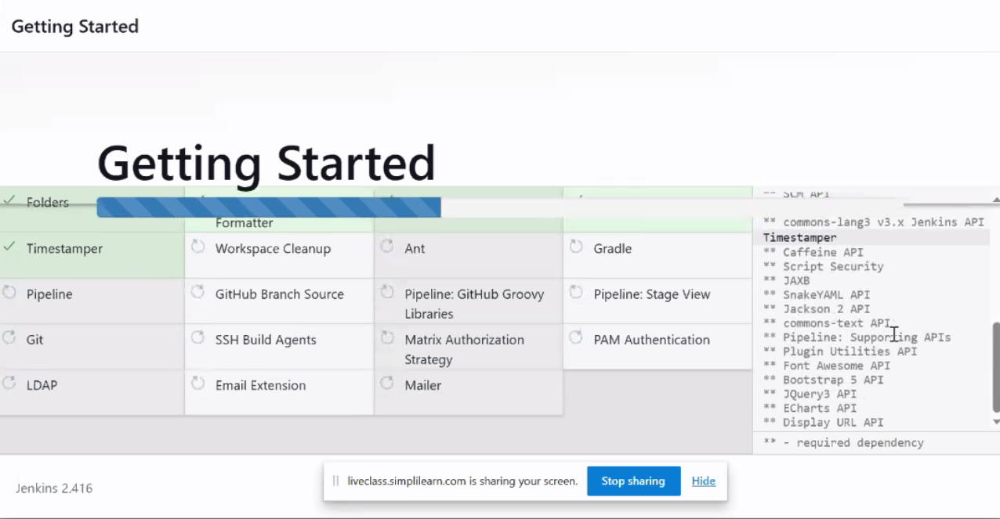 Getting Started
Getting Started
Folders
Formatter
Timestamper
Workspace Cleanup
Ant
Gradle
Pipeline
GitHub Branch Source
Pipeline: GitHub Groovy
Libraries
Pipeline: Stage View
Git
SSH Build Agents
Matrix Authorization
Strategy
PAM Authentication
LDAP
Email Extension
Mailer
** SCM API
** commons-lang3 v3.x Jenkins API
Timestamper
** Caffeine API
** Script Security
** JAXB
** SnakeYAML API
** Jackson 2 API
** commons-text API
** Pipeline: Supporting APIs
** Plugin Utilities API
** Font Awesome API
** Bootstrap 5 API
** JQuery3 API
** ECharts API
** Display URL API
** - required dependency
Jenkins 2.416
liveclass.simplilearn.com is sharing your screen.
Stop sharing
Hide